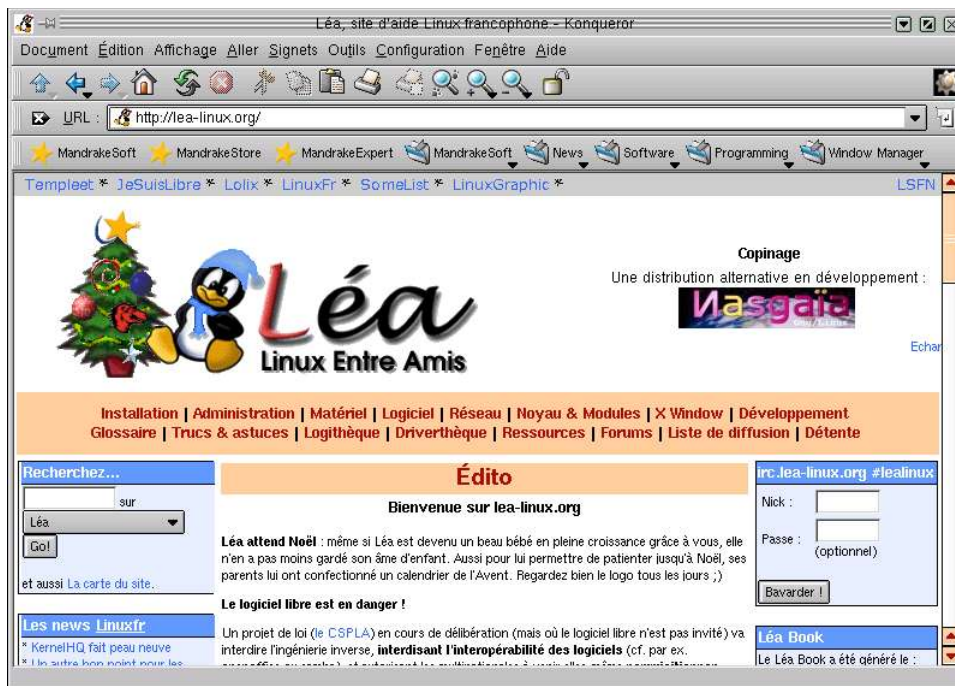 Léa, site d'aide Linux francophone - Konqueror
Document Édition Affichage Aller Signets Outils Configuration Fenêtre Aide
URL : http://lea-linux.org/
MandrakeSoft MandrakeStore MandrakeExpert MandrakeSoft News Software Programming Window Manager
Templeet * JeSuisLibre * Lolix * LinuxFr * SomeList * LinuxGraphic * LSFN
Léa
Linux Entre Amis
Copinage
Une distribution alternative en développement :
Nasgaïa
GNU/Linux
Echar
Installation | Administration | Matériel | Logiciel | Réseau | Noyau & Modules | X Window | Développement
Glossaire | Trucs & astuces | Logithèque | Driverthèque | Ressources | Forums | Liste de diffusion | Détente
Recherchez...
sur
Léa
Go!
et aussi La carte du site.
Les news Linuxfr
* KernelHQ fait peau neuve
* Un autre bon point pour les
Édito
Bienvenue sur lea-linux.org
Léa attend Noël : même si Léa est devenu un beau bébé en pleine croissance grâce à vous, elle
n'en a pas moins gardé son âme d'enfant. Aussi pour lui permettre de patienter jusqu'à Noël, ses
parents lui ont confectionné un calendrier de l'Avent. Regardez bien le logo tous les jours ;)
Le logiciel libre est en danger !
Un projet de loi (le CSPLA) en cours de délibération (mais où le logiciel libre n'est pas invité) va
interdire l'ingénierie inverse, interdisant l'interopérabilité des logiciels (cf. par ex.
irc.lea-linux.org #lealinux
Nick :
Passe :
(optionnel)
Bavarder !
Léa Book
Le Léa Book a été généré le :